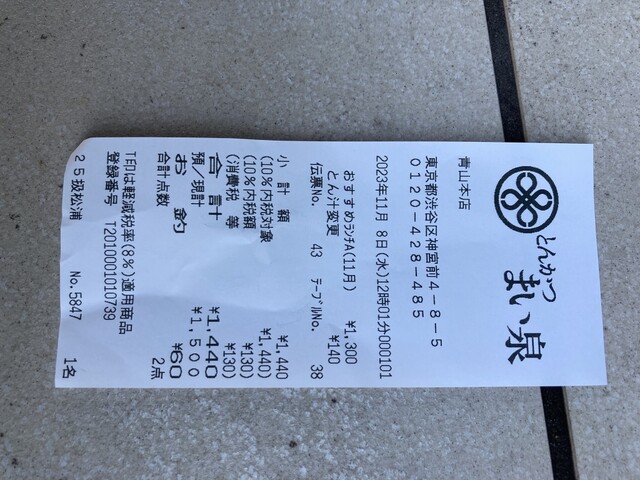 とんかつ
まい泉
青山本店
東京都渋谷区神宮前4-8-5
0120-428-485
2023年11月 8日(水)12時01分000101
おすすめﾗﾝﾁA(11月) ¥1,300
とん汁変更 ¥140
伝票No. 43 ﾃｰﾌﾞﾙNo. 38
小 計 額 ¥1,440
(10%内税対象 ¥1,440)
(10%内税額 ¥130)
(消費税 等 ¥130)
合 計 ¥1,440
預/現計 ¥1,500
お 釣 ¥60
合計点数 2点
T印は軽減税率(8%)適用商品
登録番号 T2010001010739
25級松浦 No.5847 1名